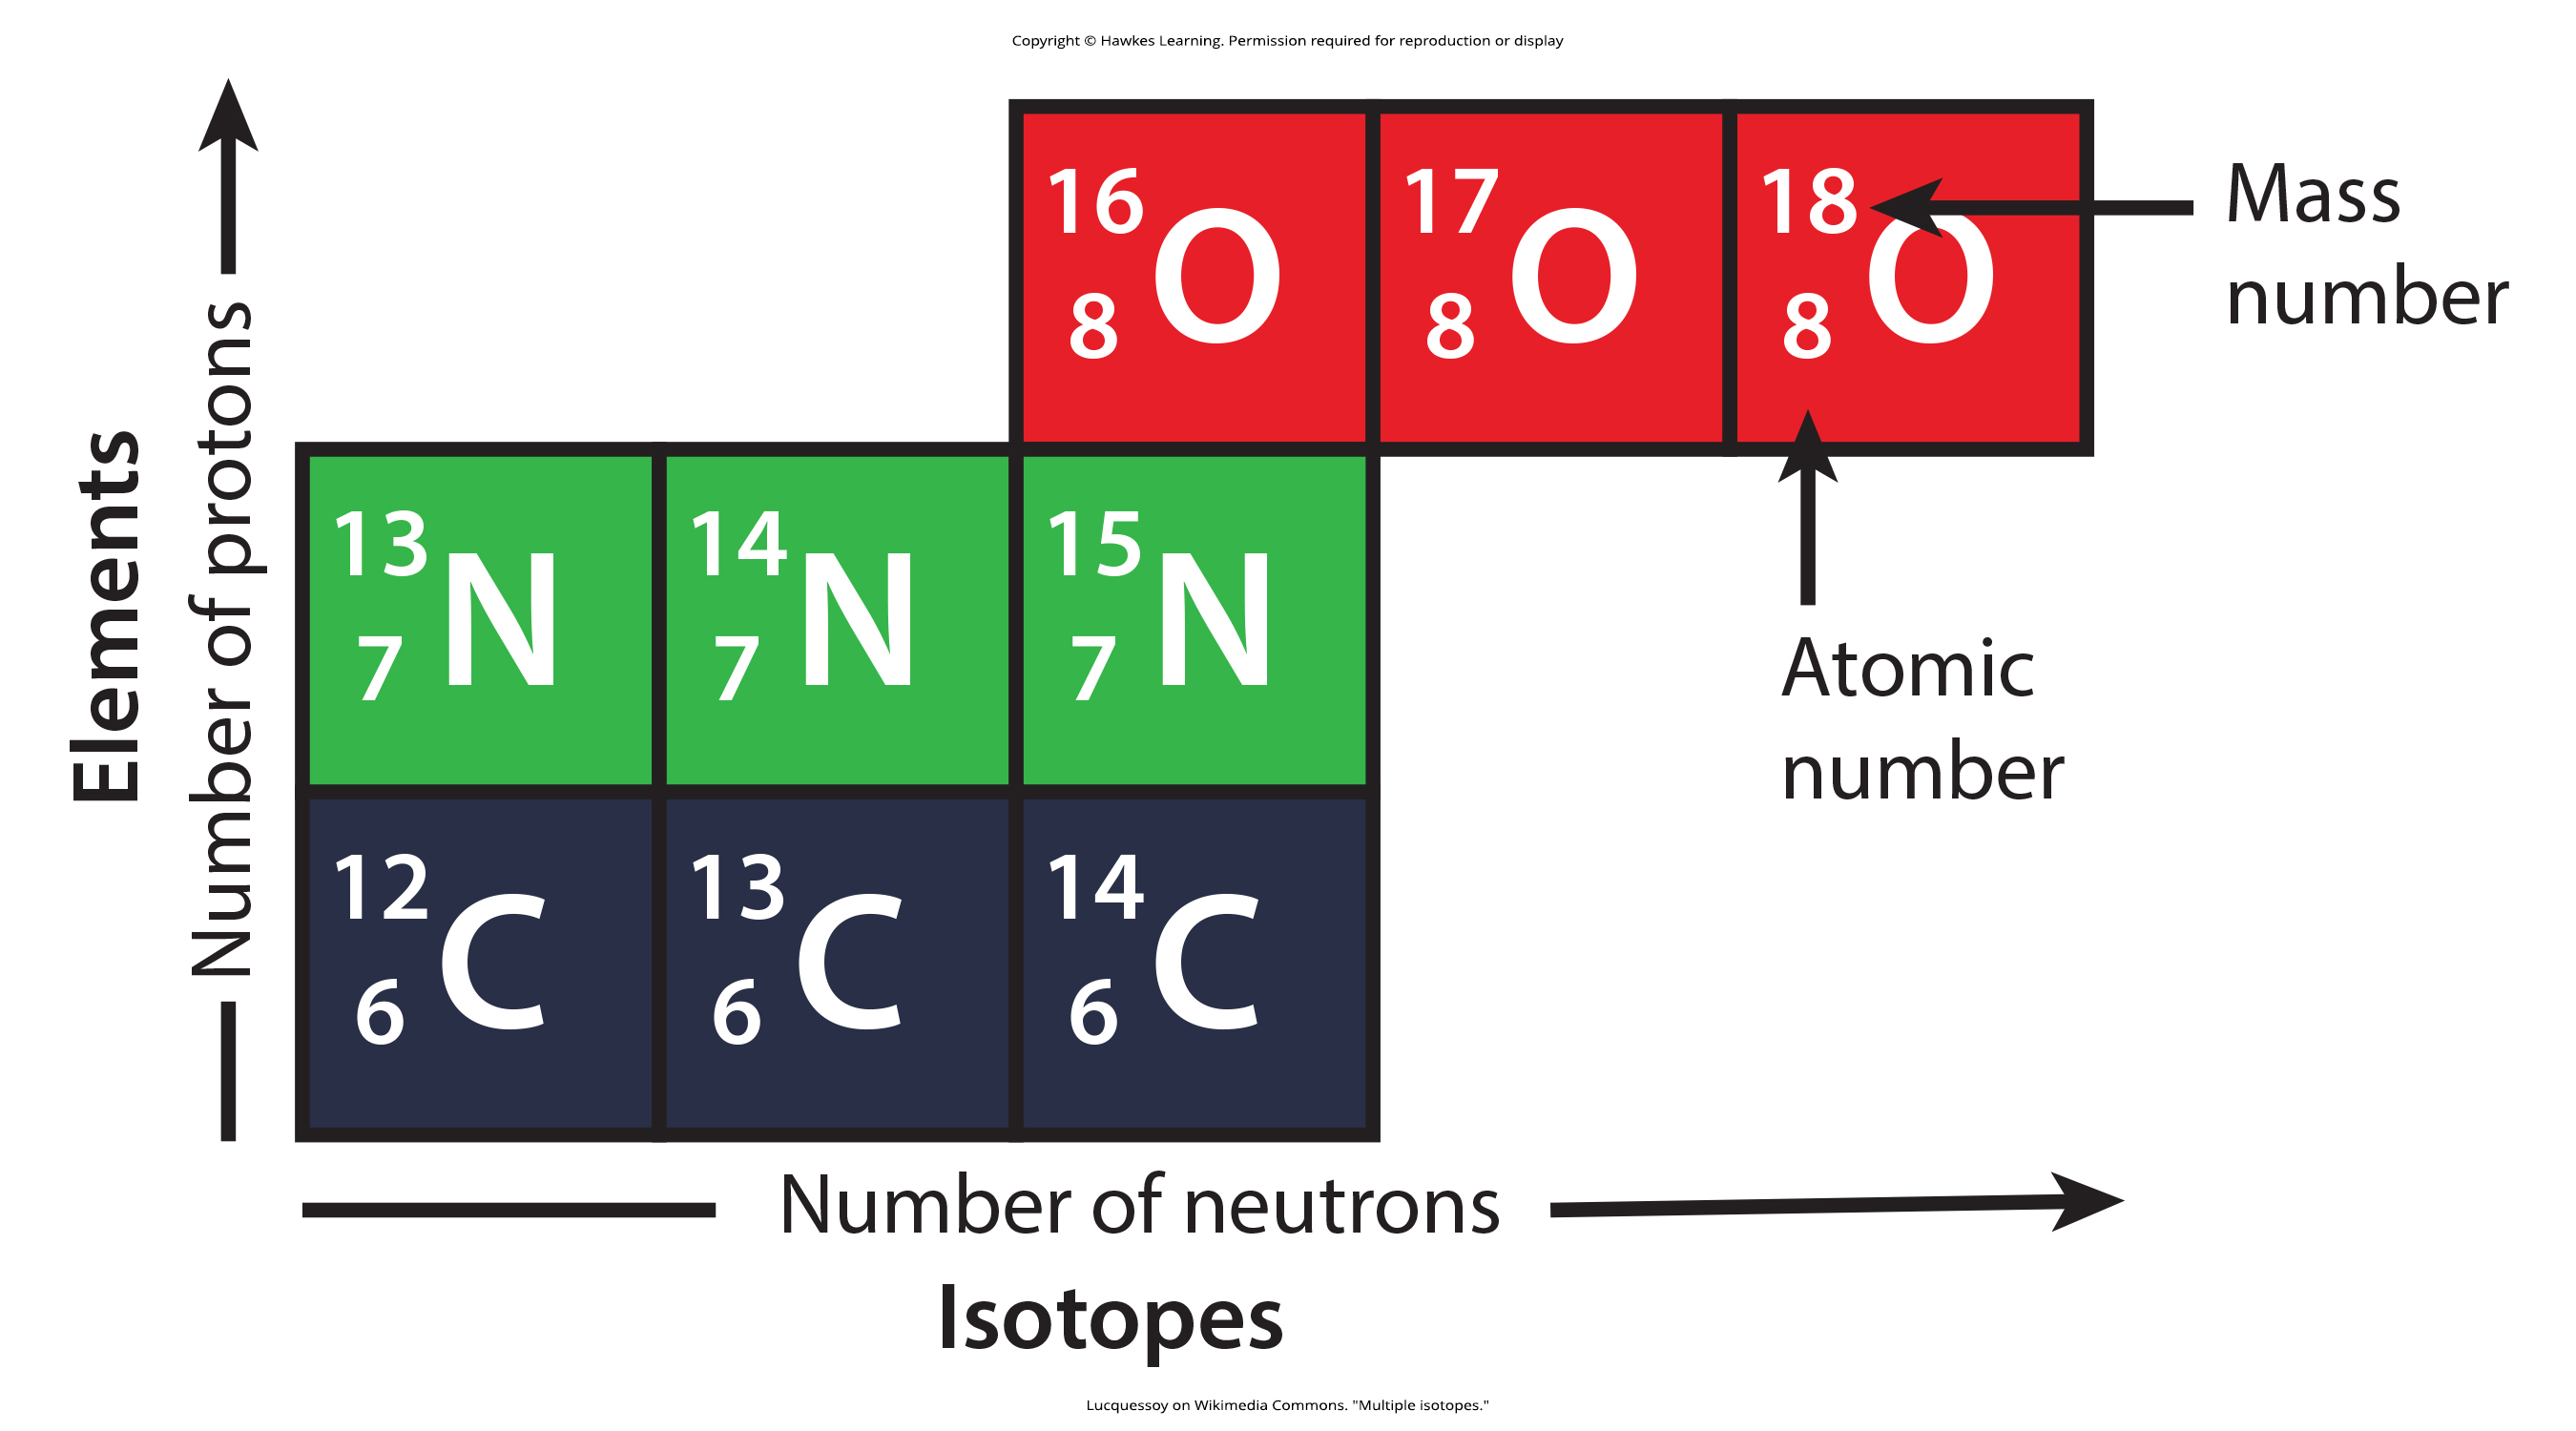 Copyright © Hawkes Learning. Permission required for reproduction or display
Elements
Number of protons
16 8 O
17 8 O
18 8 O
Mass
number
13 7 N
14 7 N
15 7 N
Atomic
number
12 6 C
13 6 C
14 6 C
Number of neutrons
Isotopes
Lucquessoy on Wikimedia Commons. "Multiple isotopes."